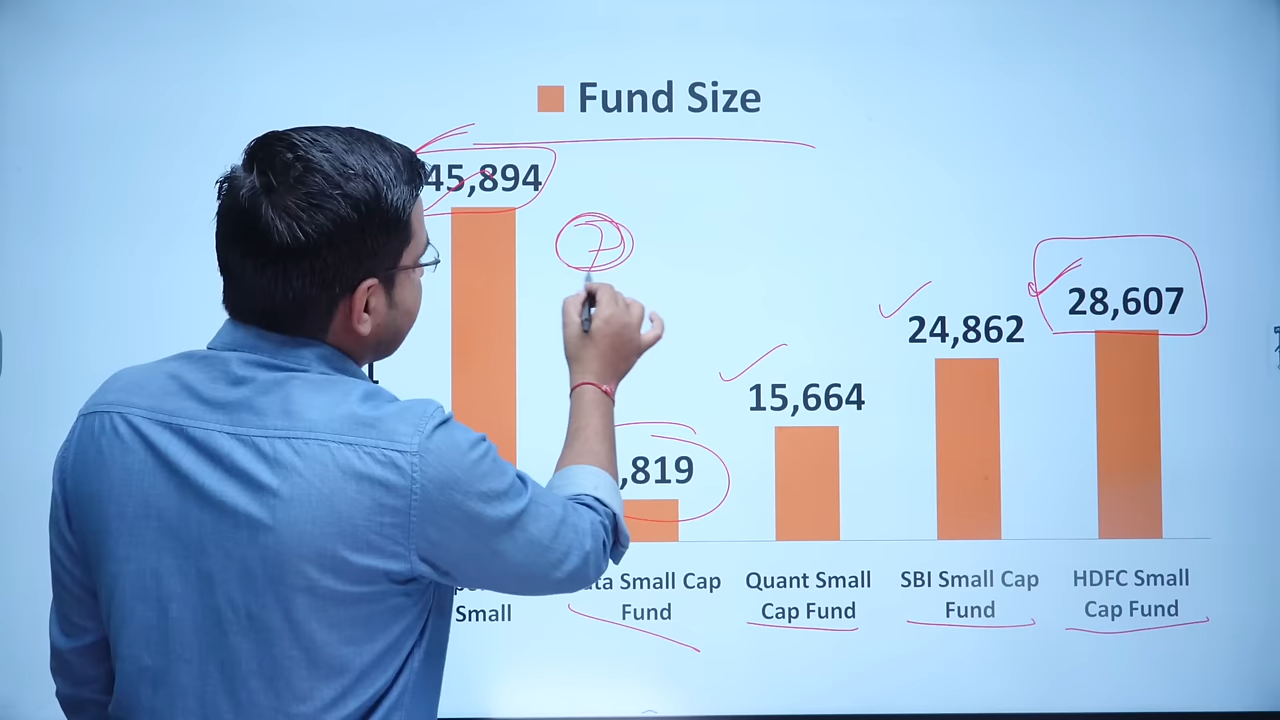 Fund Size
45,894
28,607
24,862
15,664
,819
Small
ta Small Cap
Fund
Quant Small
Cap Fund
SBI Small Cap
Fund
HDFC Small
Cap Fund